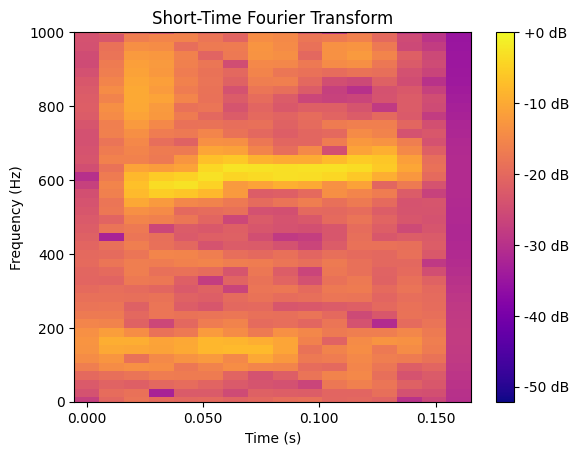 Short-Time Fourier Transform
1000
800
600
400
200
0
Frequency (Hz)
0.000
0.050
0.100
0.150
Time (s)
+0 dB
-10 dB
-20 dB
-30 dB
-40 dB
-50 dB